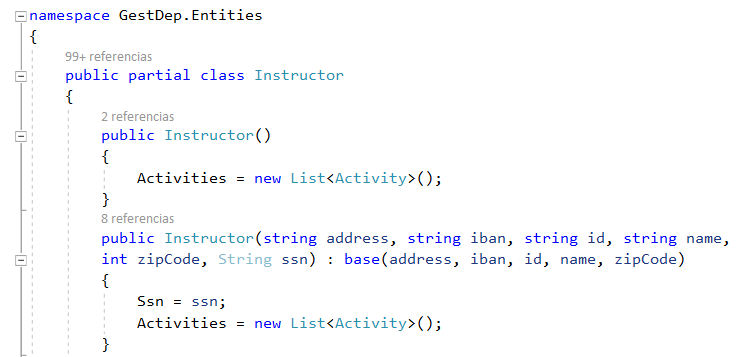 namespace GestDep.Entities
{
99+ referencias
public partial class Instructor
{
2 referencias
public Instructor()
{
Activities = new List<Activity>();
}
8 referencias
public Instructor(string address, string iban, string id, string name,
int zipCode, String ssn) : base(address, iban, id, name, zipCode)
{
Ssn = ssn;
Activities = new List<Activity>();
}